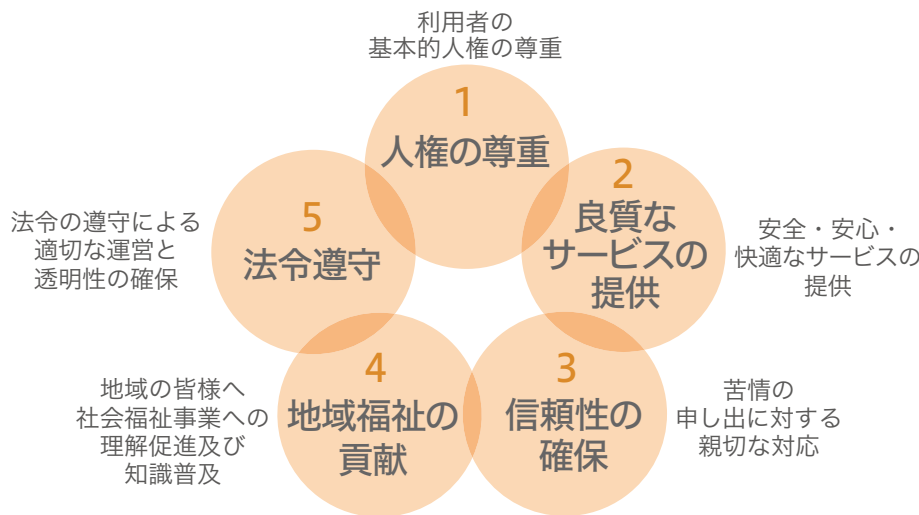 利用者の
基本的人権の尊重
1
人権の尊重
2
良質な
サービスの
提供
安全・安心・
快適なサービスの
提供
3
信頼性の
確保
苦情の
申し出に対する
親切な対応
4
地域福祉の
貢献
地域の皆様へ
社会福祉事業への
理解促進及び
知識普及
5
法令遵守
法令の遵守による
適切な運営と
透明性の確保